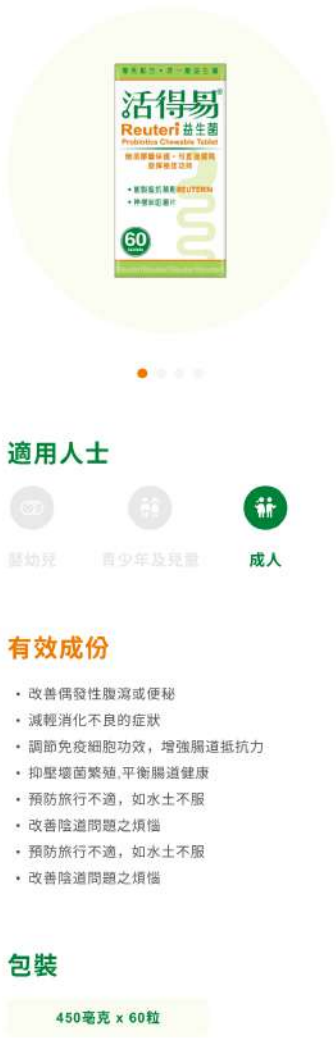 活得易®
Reuteri 益生菌
Probiotics Chewable Tablet
60
適用人士
嬰幼兒
青少年及兒童
成人
有效成份
• 改善偶發性腹瀉或便秘
• 減輕消化不良的症狀
• 調節免疫細胞功效，增強腸道抵抗力
• 抑壓壞菌繁殖,平衡腸道健康
• 預防旅行不適，如水土不服
• 改善陰道問題之煩惱
• 預防旅行不適，如水土不服
• 改善陰道問題之煩惱
包裝
450毫克 x 60粒